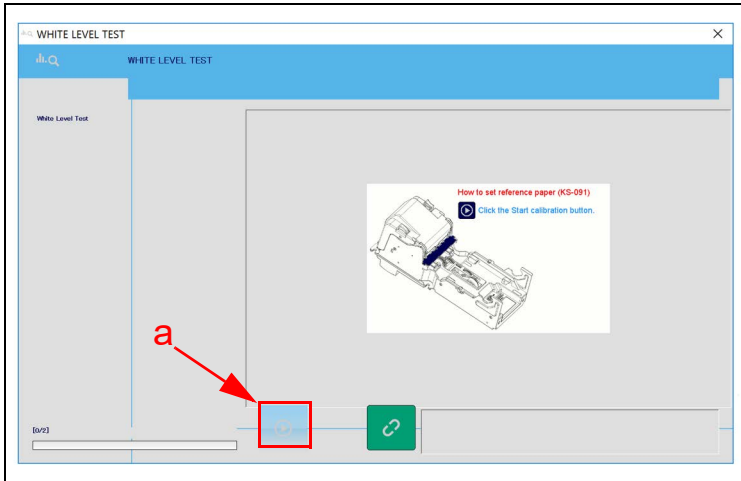 WHITE LEVEL TEST
WHITE LEVEL TEST
White Level Test
How to set reference paper (KS-091)
Click the Start calibration button.
a
[0/2]